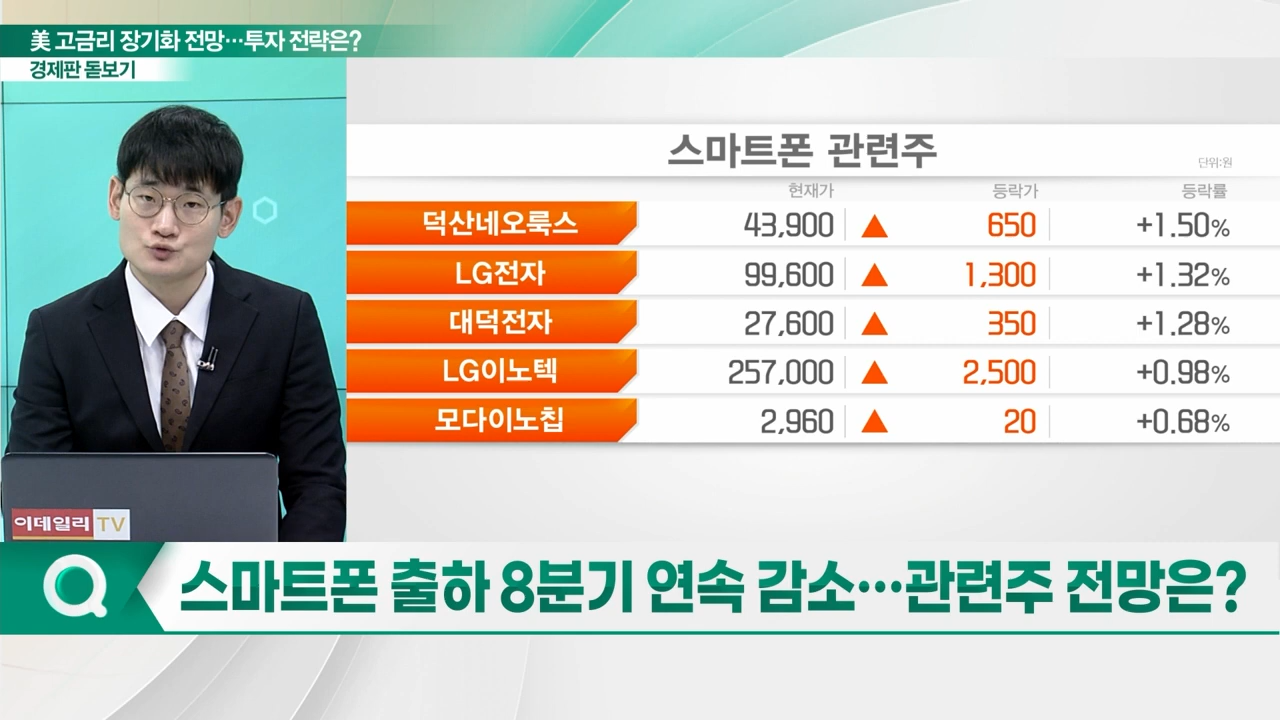 美 고금리 장기화 전망…투자 전략은?
경제판 돋보기
스마트폰 관련주
단위:원
현재가 등락가 등락률
덕산네오룩스 43,900 ▲ 650 +1.50%
LG전자 99,600 ▲ 1,300 +1.32%
대덕전자 27,600 ▲ 350 +1.28%
LG이노텍 257,000 ▲ 2,500 +0.98%
모다이노칩 2,960 ▲ 20 +0.68%
이데일리 TV
스마트폰 출하 8분기 연속 감소…관련주 전망은?